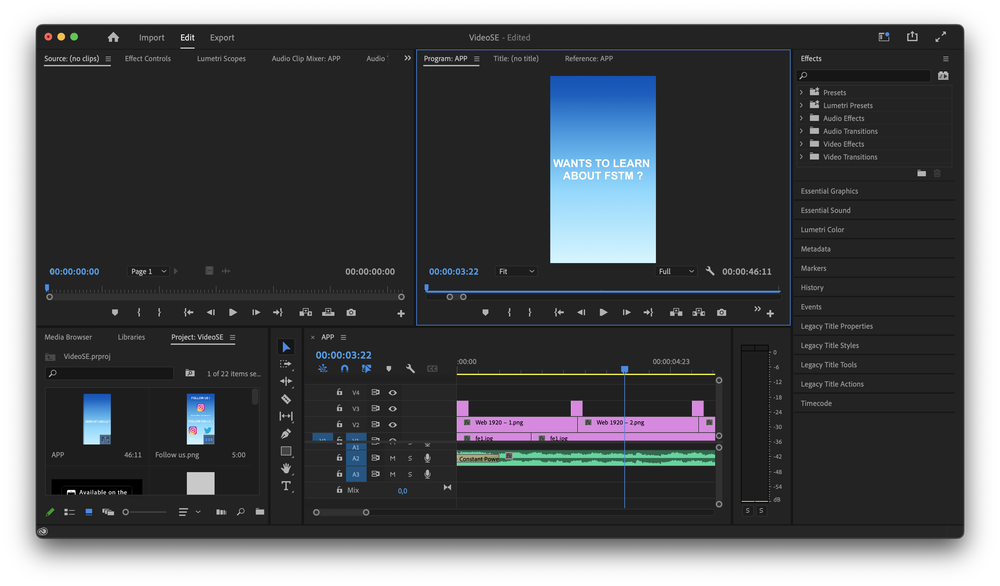 Import
Edit
Export
VideoSE - Edited
Source: (no clips)
Effect Controls
Lumetri Scopes
Audio Clip Mixer: APP
Audio
Program: APP
Title: (no title)
Reference: APP
WANTS TO LEARN
ABOUT FSTM ?
00:00:00:00
Page 1
00:00:00:00
00:00:03:22
Fit
Full
00:00:46:11
Effects
Presets
Lumetri Presets
Audio Effects
Audio Transitions
Video Effects
Video Transitions
Essential Graphics
Essential Sound
Lumetri Color
Metadata
Markers
History
Events
Legacy Title Properties
Legacy Title Styles
Legacy Title Tools
Legacy Title Actions
Timecode
Media Browser
Libraries
Project: VideoSE
VideoSE.prproj
1 of 22 items se...
FOLLOW US !
FOLLOW UNI.LU !
APP
46:11
Follow us.png
5:00
Available on the
T
× APP
00:00:03:22
CC
:00:00
00:00:04:23
V4
V3
V2
fx Web 1920 – 1.png
fx Web 1920 – 2.png
fx
V1
V1
fx fe1.jpg
fx fe1.jpg
A1
A2
M
S
Constant Powe
fx
A3
M
S
Mix
0,0
0
-6
-12
-18
-24
-30
-36
-42
-48
-54
dB
S
S